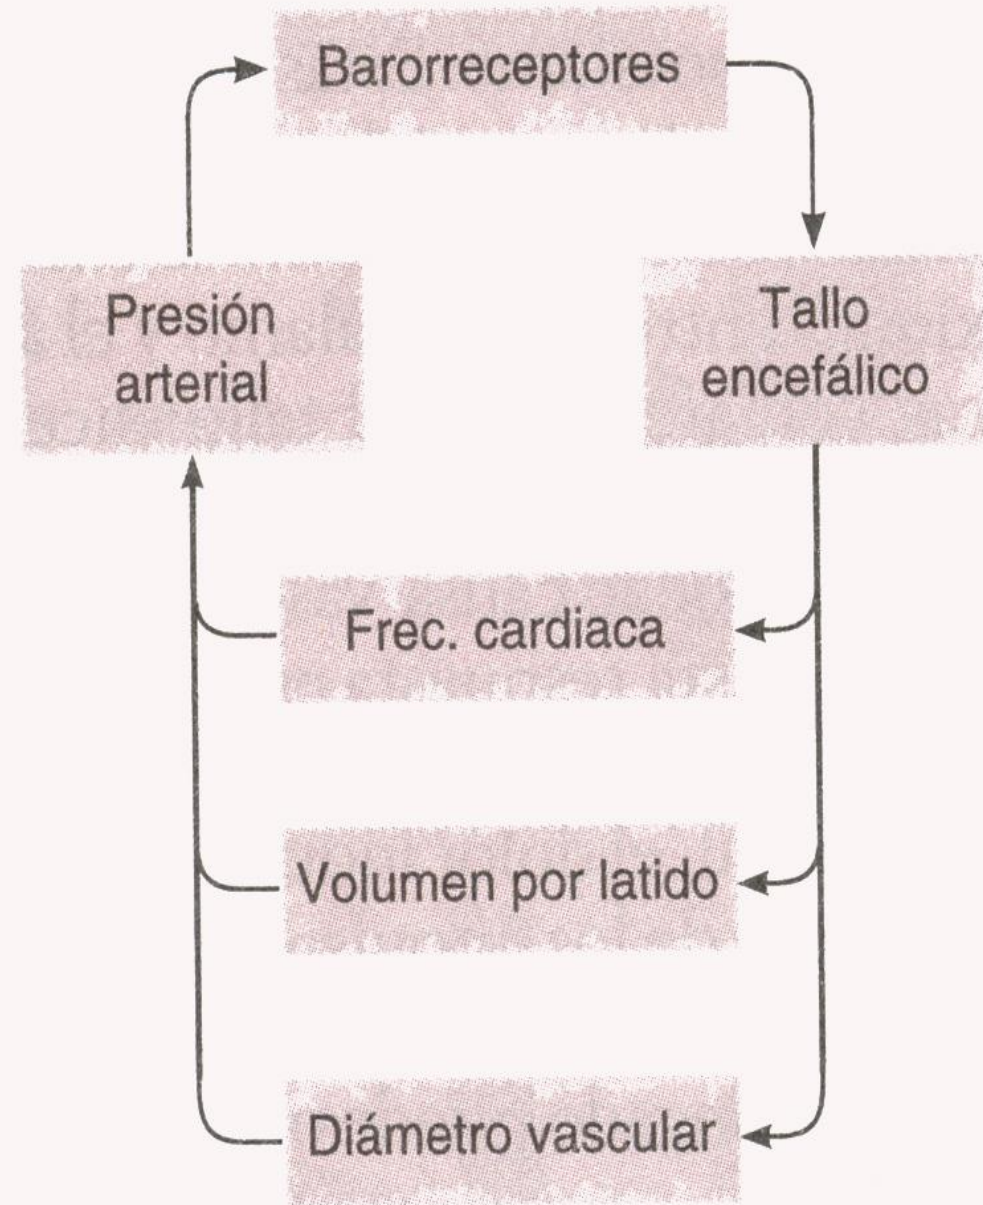 Barorreceptores
Presión
arterial
Tallo
encefálico
Frec. cardiaca
Volumen por latido
Diámetro vascular